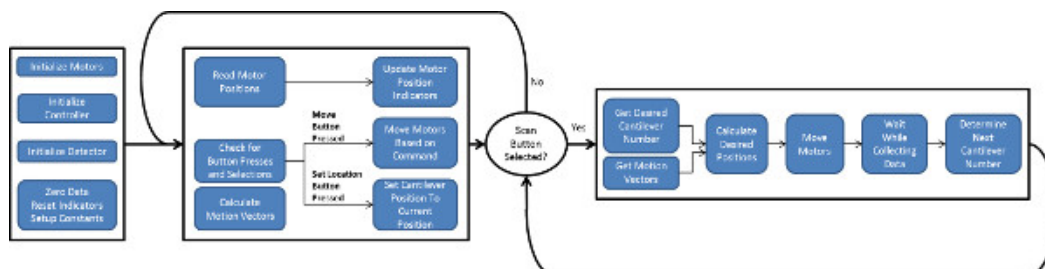 Initialize Motors
Initialize
Controller
Initialize Detector
Zero Data
Reset Indicators
Setup Constants
Read Motor
Positions
Update Motor
Position
Indicators
Move
Button
Pressed
Check for
Button Presses
and Selections
Move Motors
Based on
Command
Set Location
Button
Pressed
Calculate
Motion Vectors
Set Cantilever
Position To
Current
Position
No
Scan
Button
Selected?
Yes
Get Desired
Cantilever
Number
Get Motion
Vectors
Calculate
Desired
Positions
Move
Motors
Wait
While
Collecting
Data
Determine
Next
Cantilever
Number